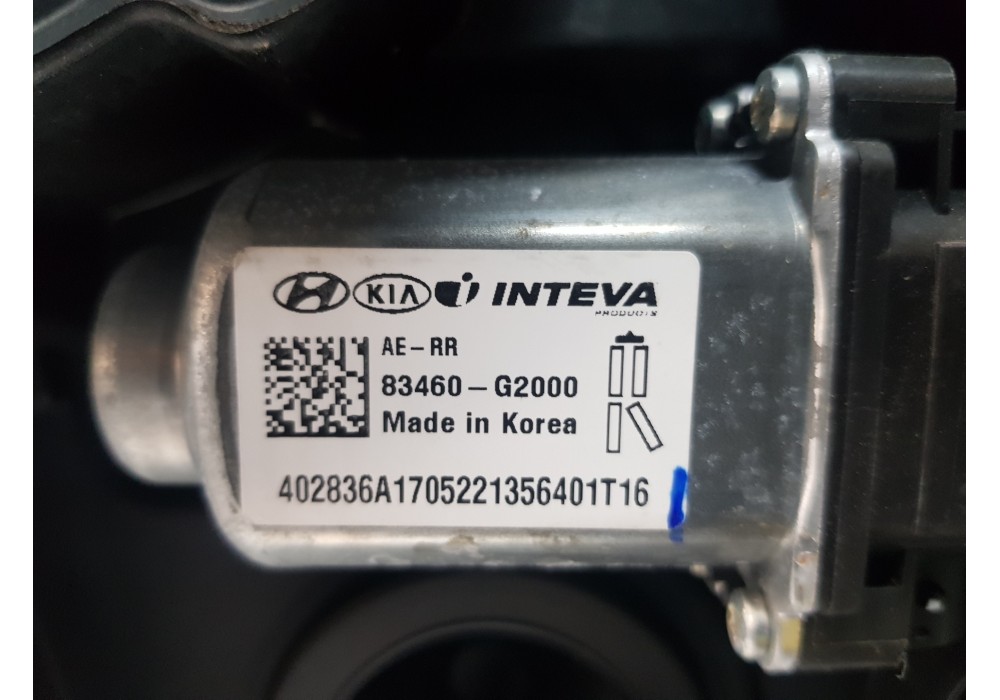 KIA INTEVA
PRODUCTS
AE-RR
83460-G2000
Made in Korea
402836A1705221356401T16